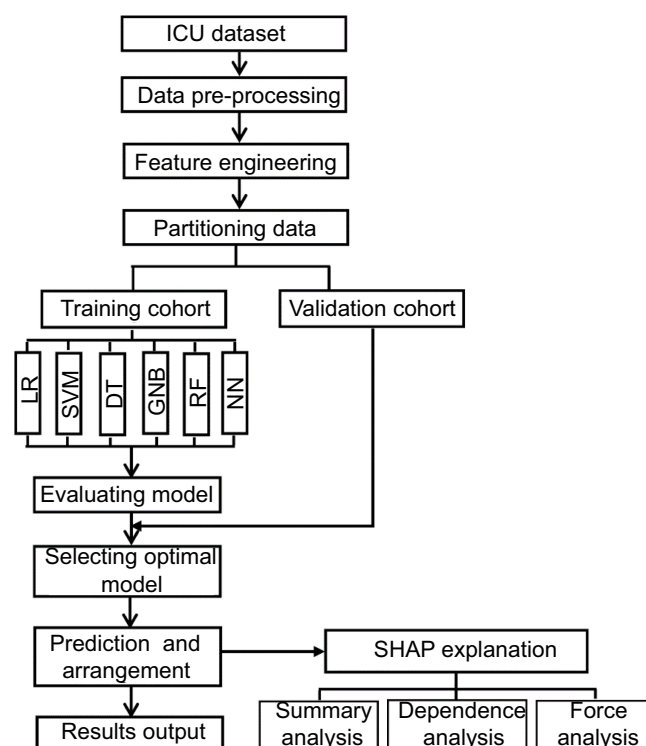 ICU dataset
Data pre-processing
Feature engineering
Partitioning data
Training cohort
Validation cohort
LR
SVM
DT
GNB
RF
NN
Evaluating model
Selecting optimal
model
Prediction and
arrangement
SHAP explanation
Results output
Summary
analysis
Dependence
analysis
Force
analysis